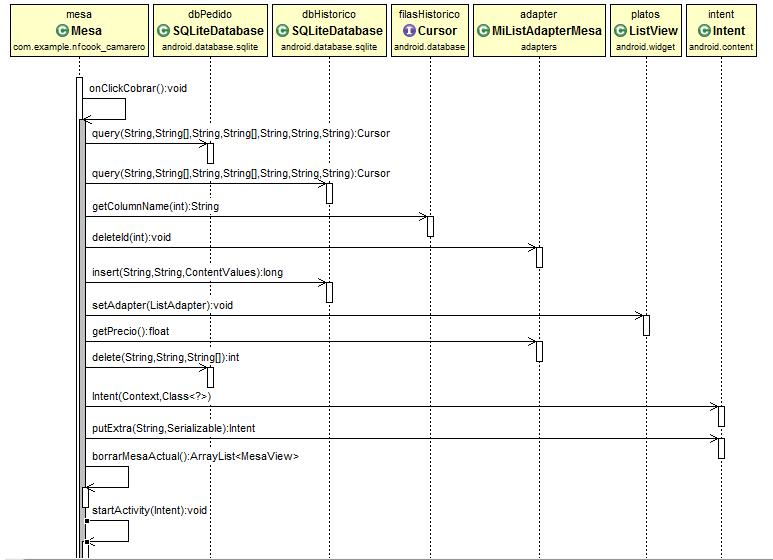 mesa
C Mesa
com.example.nfcook_camarero
dbPedido
C SQLiteDatabase
android.database.sqlite
dbHistorico
C SQLiteDatabase
android.database.sqlite
filasHistorico
I Cursor
android.database
adapter
C MiListAdapterMesa
adapters
platos
C ListView
android.widget
intent
C Intent
android.content
onClickCobrar():void
query(String,String[],String,String[],String,String,String):Cursor
query(String,String[],String,String[],String,String,String):Cursor
getColumnName(int):String
deleteId(int):void
insert(String,String,ContentValues):long
setAdapter(ListAdapter):void
getPrecio():float
delete(String,String,String[]):int
Intent(Context,Class<?>)
putExtra(String,Serializable):Intent
borrarMesaActual():ArrayList<MesaView>
startActivity(Intent):void